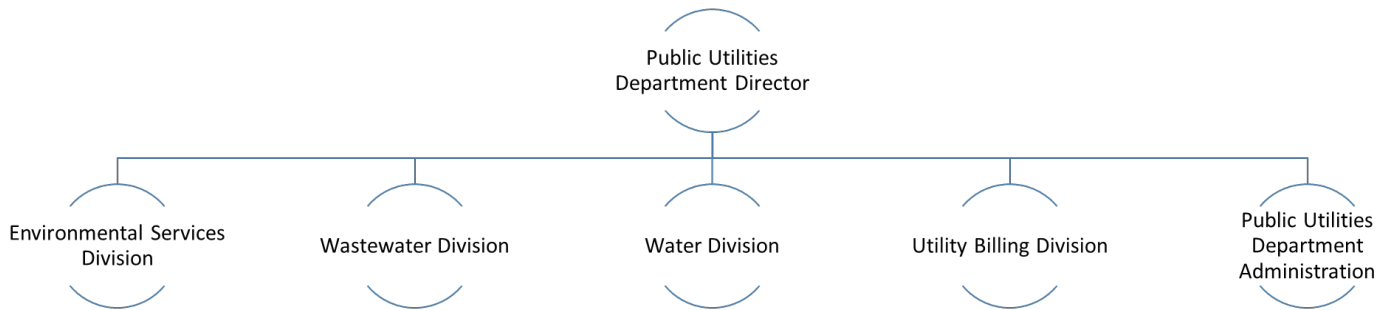 Public Utilities
Department Director
Environmental Services
Division
Wastewater Division
Water Division
Utility Billing Division
Public Utilities
Department
Administration